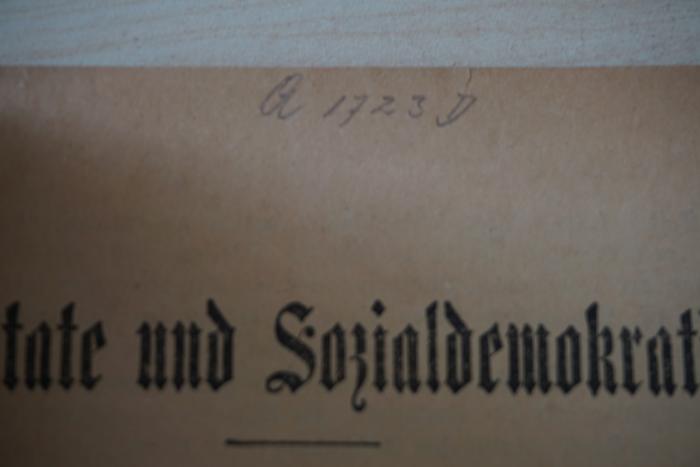 A 1723 D
tate und Sozialdemokrat